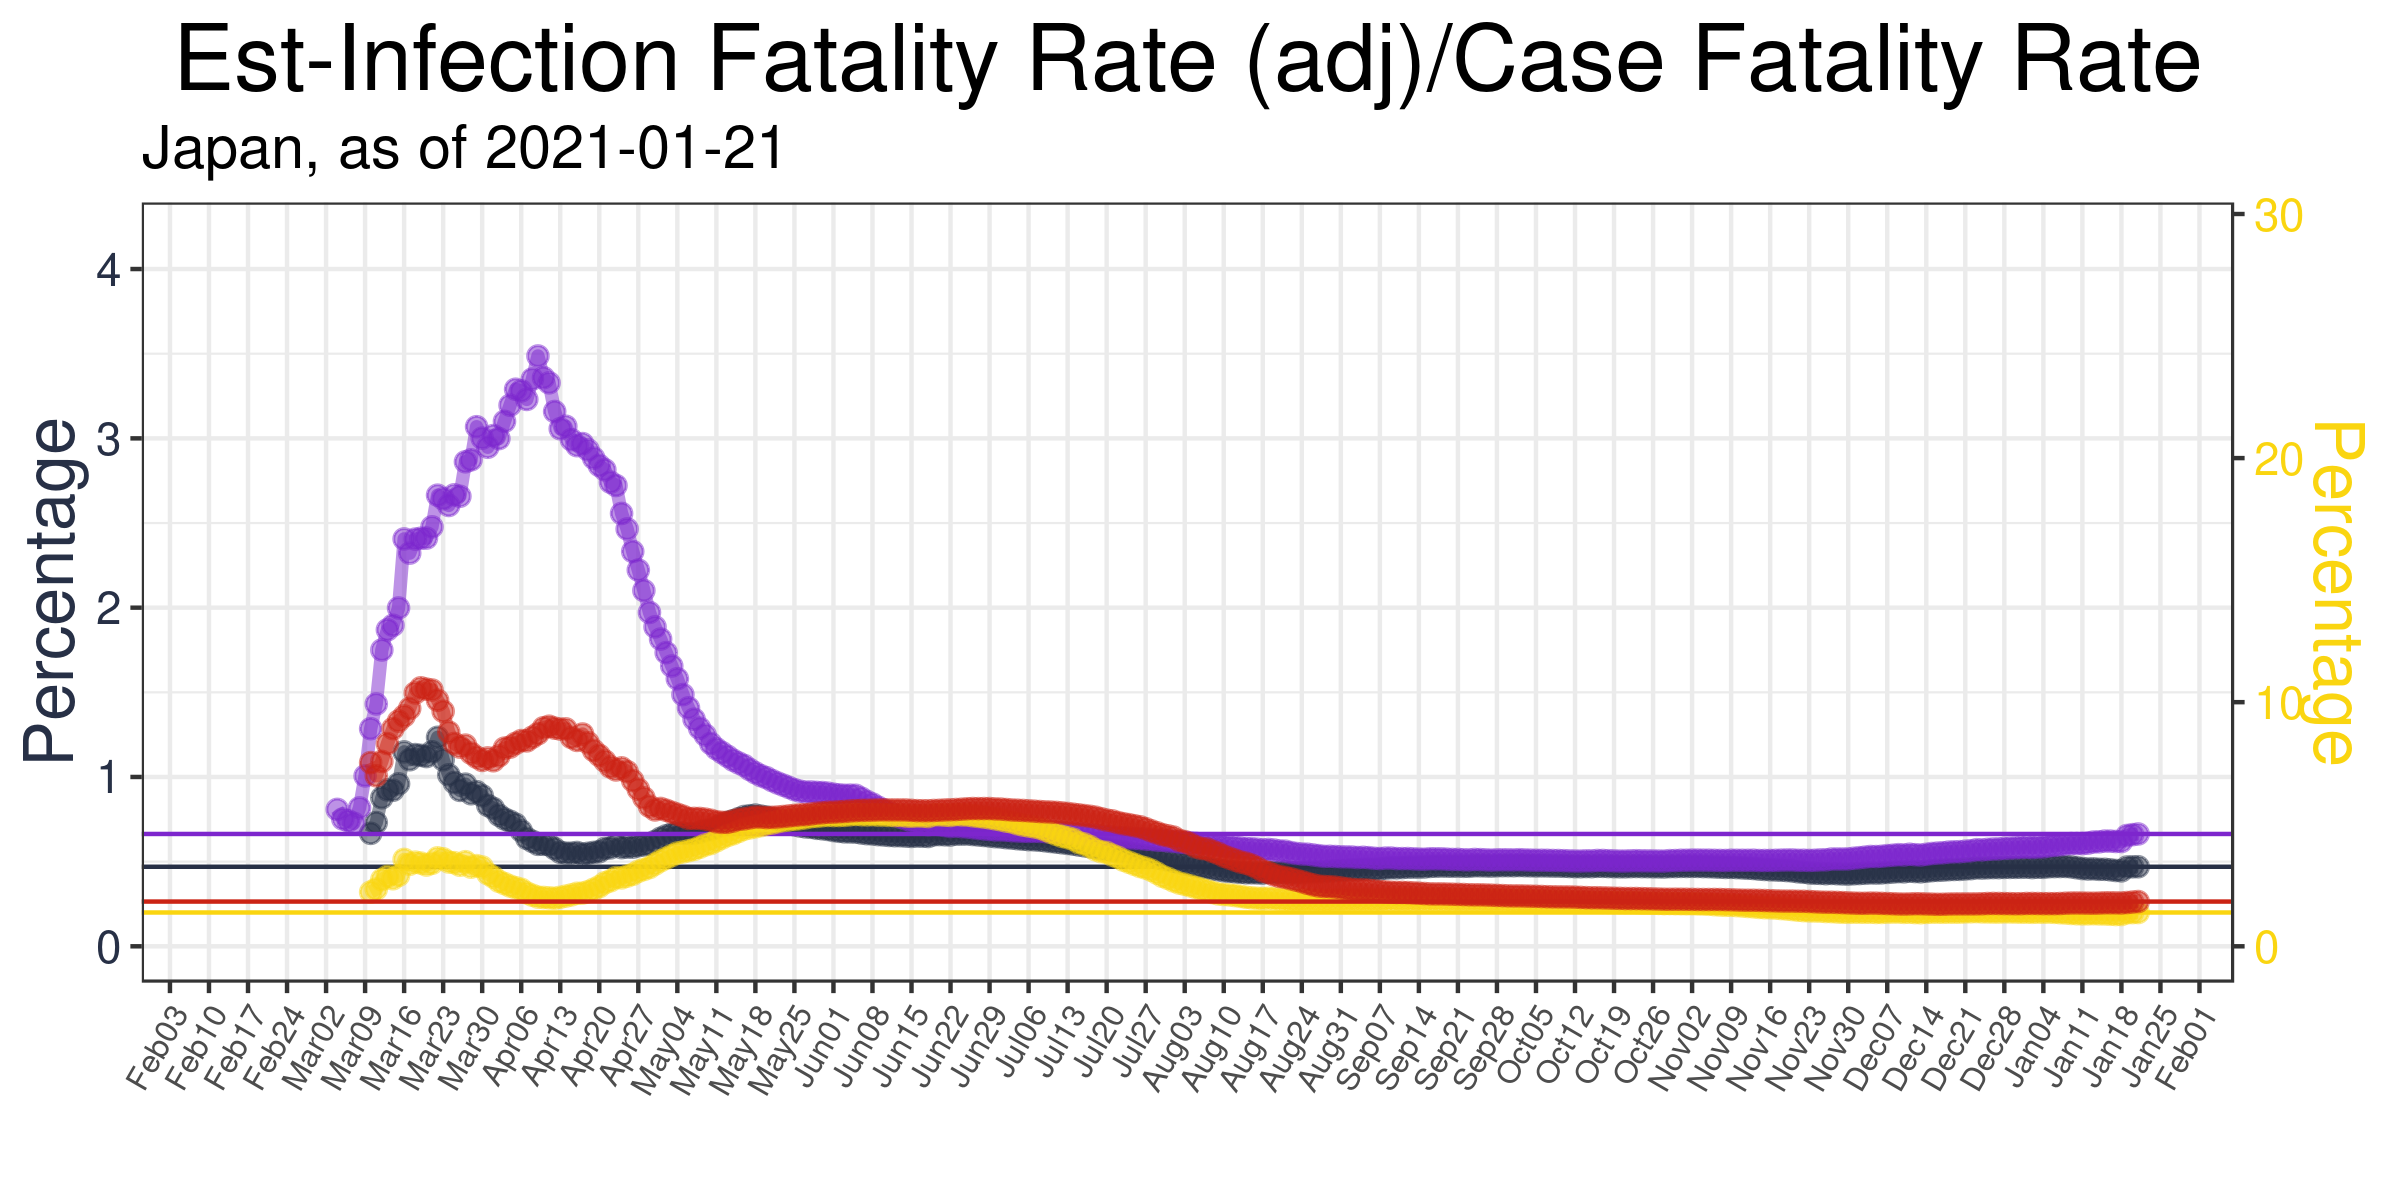 Est-Infection Fatality Rate (adj)/Case Fatality Rate
Japan, as of 2021-01-21
Percentage
4
3
2
1
0
30
20
10
0
Percentage
Feb03
Feb10
Feb17
Feb24
Mar02
Mar09
Mar16
Mar23
Mar30
Apr06
Apr13
Apr20
Apr27
May04
May11
May18
May25
Jun01
Jun08
Jun15
Jun22
Jun29
Jul06
Jul13
Jul20
Jul27
Aug03
Aug10
Aug17
Aug24
Aug31
Sep07
Sep14
Sep21
Sep28
Oct05
Oct12
Oct19
Oct26
Nov02
Nov09
Nov16
Nov23
Nov30
Dec07
Dec14
Dec21
Dec28
Jan04
Jan11
Jan18
Jan25
Feb01